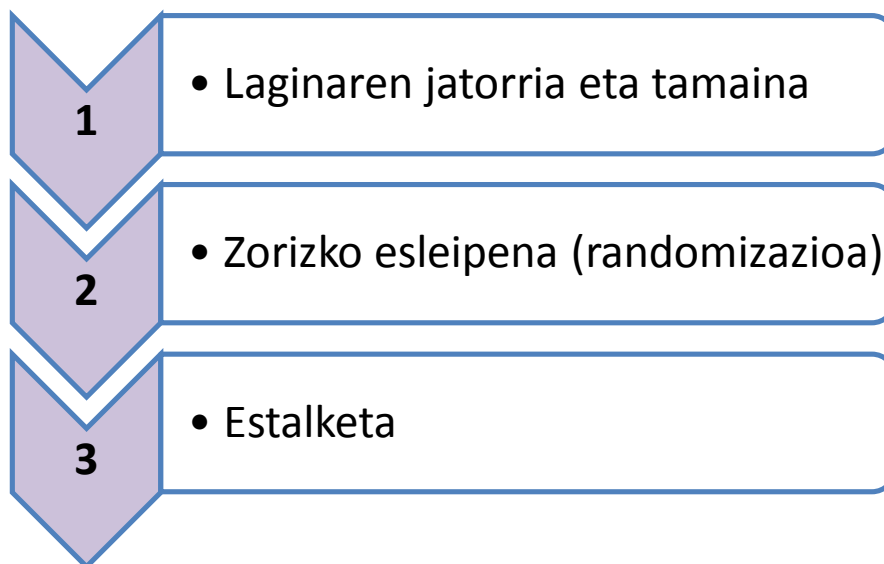 1
• Laginaren jatorria eta tamaina
2
• Zorizko esleipena (randomizazioa)
3
• Estalketa